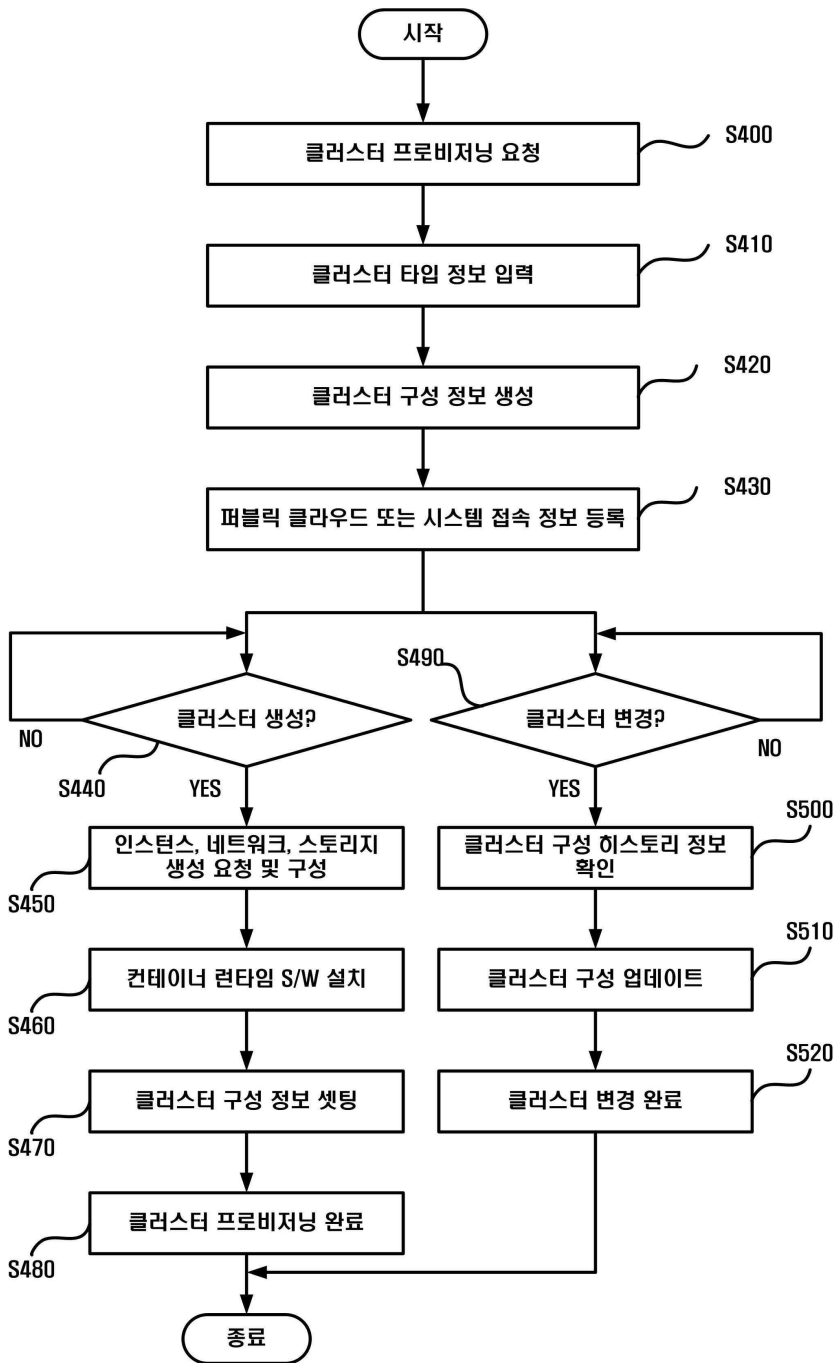 시작
클러스터 프로비저닝 요청
S400
클러스터 타입 정보 입력
S410
클러스터 구성 정보 생성
S420
퍼블릭 클라우드 또는 시스템 접속 정보 등록
S430
클러스터 생성?
NO
S440
YES
S490
클러스터 변경?
NO
YES
인스턴스, 네트워크, 스토리지
생성 요청 및 구성
S450
클러스터 구성 히스토리 정보
확인
S500
컨테이너 런타임 S/W 설치
S460
클러스터 구성 업데이트
S510
클러스터 구성 정보 셋팅
S470
클러스터 변경 완료
S520
클러스터 프로비저닝 완료
S480
종료